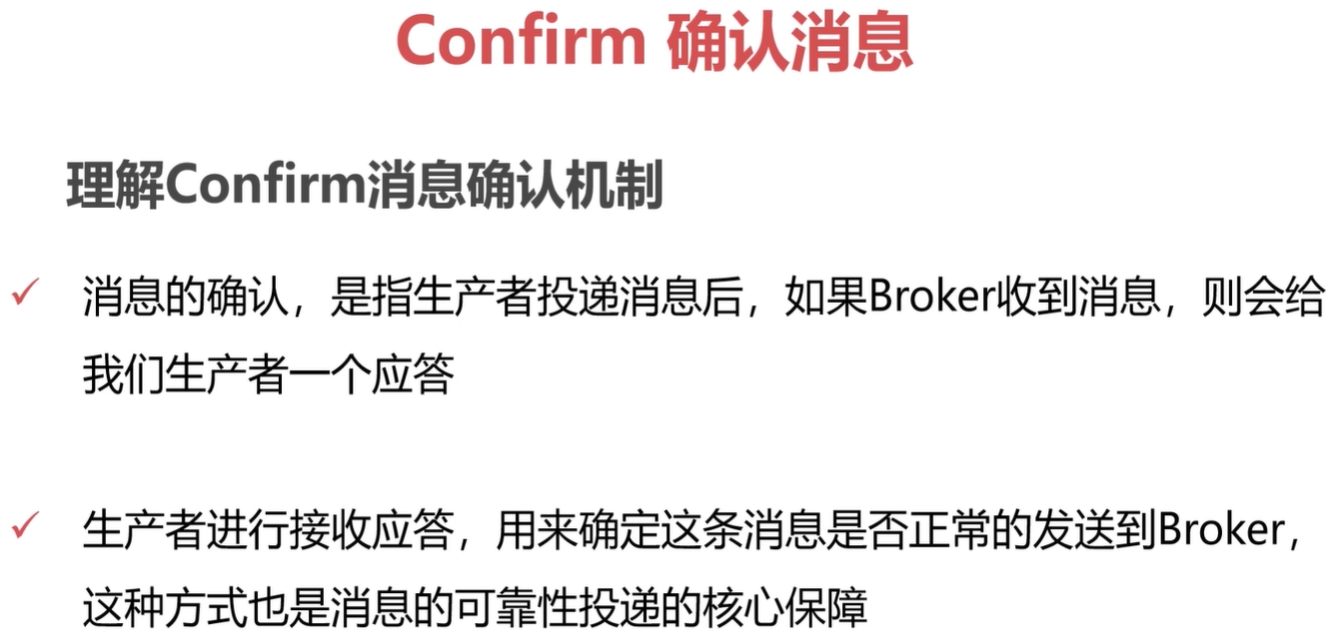 Confirm 确认消息
理解Confirm消息确认机制
✓ 消息的确认，是指生产者投递消息后，如果Broker收到消息，则会给
我们生产者一个应答
✓ 生产者进行接收应答，用来确定这条消息是否正常的发送到Broker，
这种方式也是消息的可靠性投递的核心保障